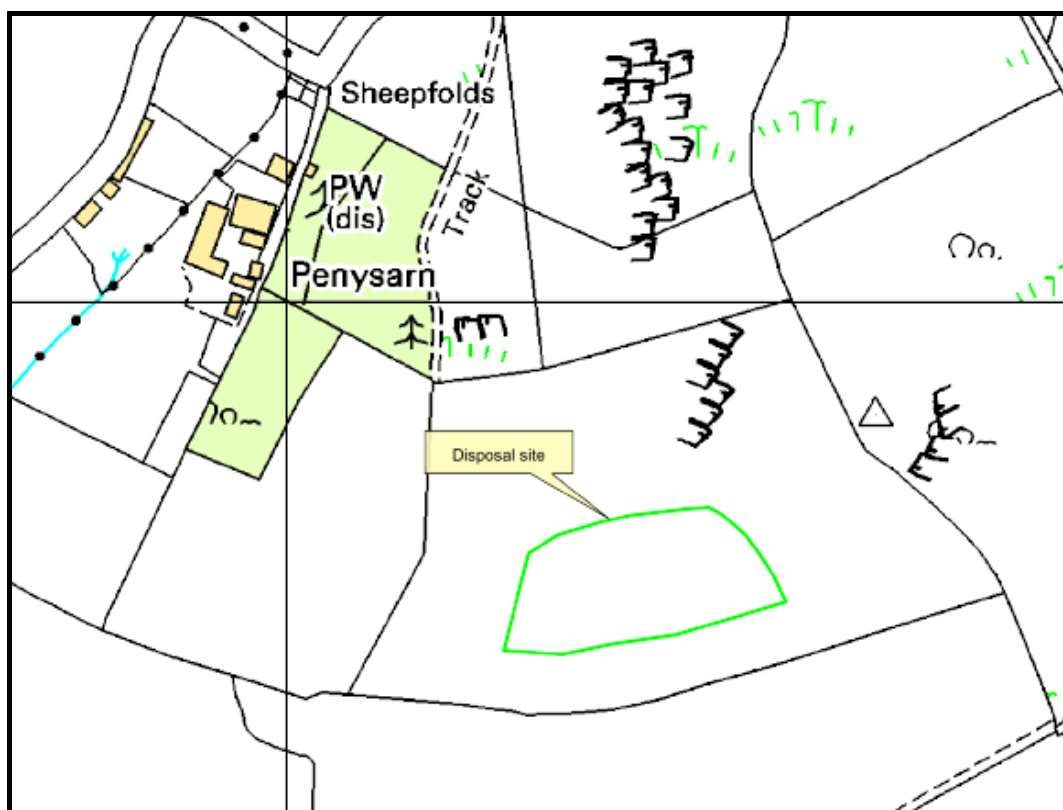 Sheepfolds
PW
(dis)
Track
Penysarn
Disposal site